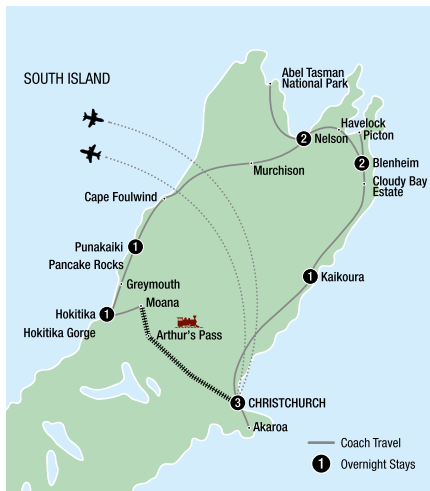 SOUTH ISLAND
Abel Tasman
National Park
Havelock
Picton
2 Nelson
2 Blenheim
Murchison
Cloudy Bay
Estate
Cape Foulwind
Punakaiki 1
Pancake Rocks
1 Kaikoura
Greymouth
Moana
Hokitika 1
Hokitika Gorge
Arthur's Pass
3 CHRISTCHURCH
Akaroa
Coach Travel
1 Overnight Stays